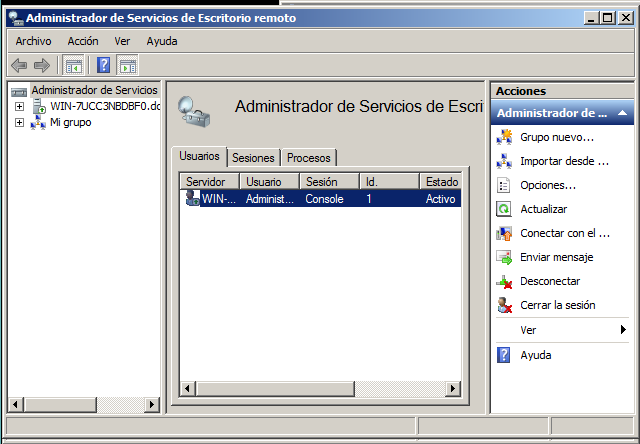 Administrador de Servicios de Escritorio remoto
Archivo Acción Ver Ayuda
Administrador de Servicios
WIN-7UCC3NBDBF0.dc
Mi grupo
Administrador de Servicios de Escri
Usuarios Sesiones Procesos
Servidor Usuario Sesión Id. Estado
WIN-... Administ... Console 1 Activo
Acciones
Administrador de ...
Grupo nuevo...
Importar desde ...
Opciones...
Actualizar
Conectar con el ...
Enviar mensaje
Desconectar
Cerrar la sesión
Ver
Ayuda